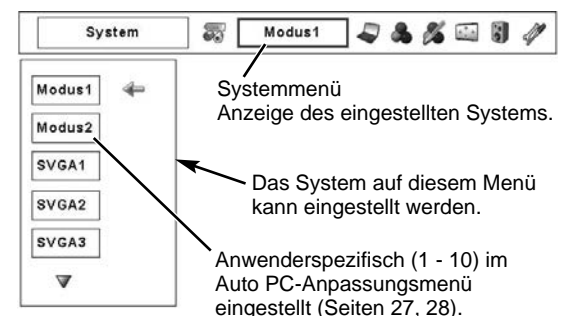 System
Modus1
Modus1
Modus2
SVGA1
SVGA2
SVGA3
Systemmenü
Anzeige des eingestellten Systems.
Das System auf diesem Menü
kann eingestellt werden.
Anwenderspezifisch (1 - 10) im
Auto PC-Anpassungsmenü
eingestellt (Seiten 27, 28).